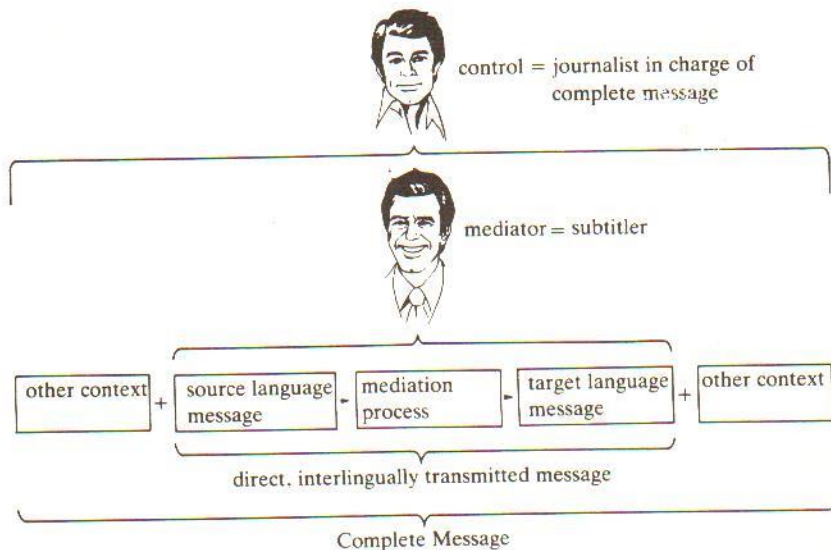 control = journalist in charge of
complete message
mediator = subtitler
other context + source language message - mediation process - target language message + other context
direct, interlingually transmitted message
Complete Message